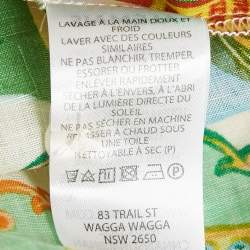 LAVAGE À LA MAIN DOUX ET
FROID
LAVER AVEC DES COULEURS
SIMILAIRES
NE PAS BLANCHIR, TREMPER,
ESSORER OU FROTTER
ENLEVER RAPIDEMENT
SÉCHER À L'ENVERS, À L'ABRI
DE LA LUMIÈRE DIRECTE DU
SOLEIL
NE PAS SÉCHER EN MACHINE
REPASSER À CHAUD SOUS
UNE TOILE
NETTOYABLE À SEC (P)
83 TRAIL ST
WAGGA WAGGA
NSW 2650